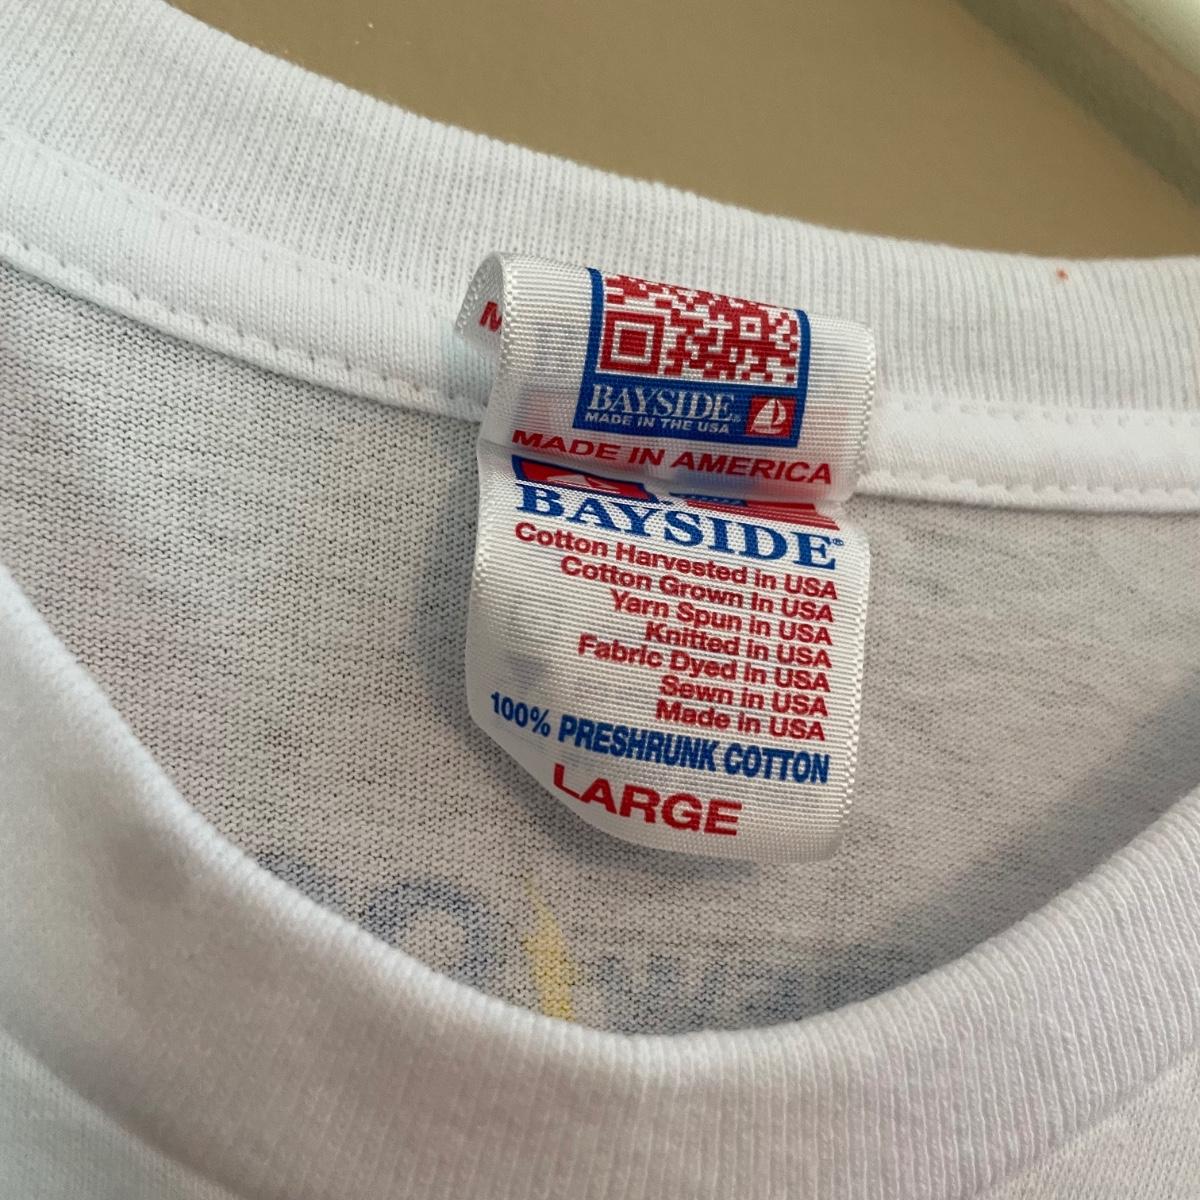 BAYSIDE®
MADE IN THE USA
MADE IN AMERICA
BAYSIDE®
Cotton Harvested in USA
Cotton Grown in USA
Yarn Spun in USA
Knitted in USA
Fabric Dyed in USA
Sewn in USA
Made in USA
100% PRESHRUNK COTTON
LARGE